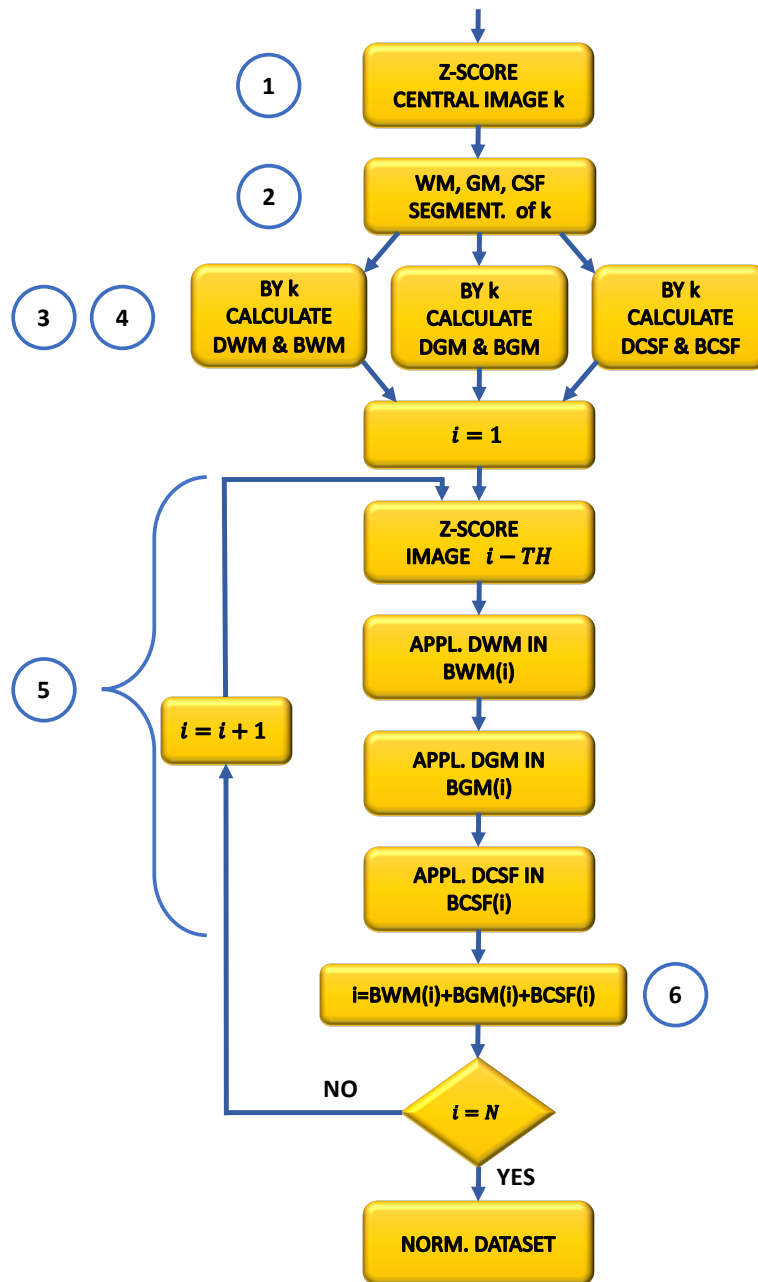 1
Z-SCORE
CENTRAL IMAGE k
2
WM, GM, CSF
SEGMENT. of k
3
4
BY k
CALCULATE
DWM & BWM
BY k
CALCULATE
DGM & BGM
BY k
CALCULATE
DCSF & BCSF
i = 1
Z-SCORE
IMAGE i − TH
APPL. DWM IN
BWM(i)
5
i = i + 1
APPL. DGM IN
BGM(i)
APPL. DCSF IN
BCSF(i)
i=BWM(i)+BGM(i)+BCSF(i)
6
NO
i = N
YES
NORM. DATASET